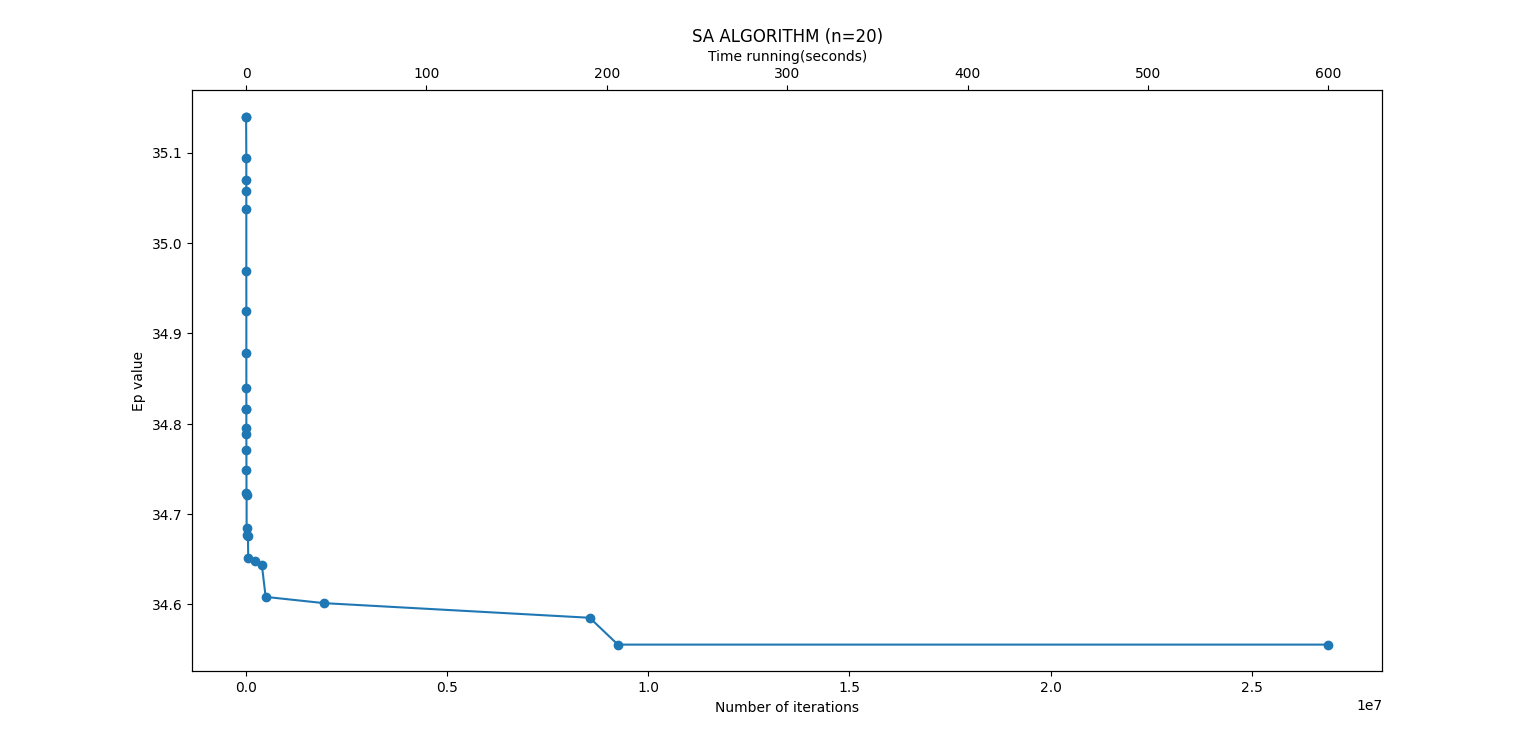 SA ALGORITHM (n=20)
Time running(seconds)
0 100 200 300 400 500 600
35.1
35.0
34.9
34.8
34.7
34.6
Ep value
0.0 0.5 1.0 1.5 2.0 2.5
1e7
Number of iterations